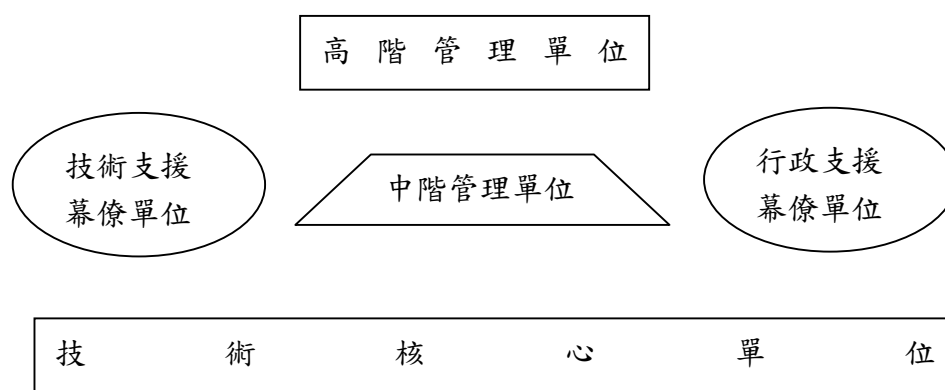 高階管理單位
技術支援
幕僚單位
中階管理單位
行政支援
幕僚單位
技術核心單位